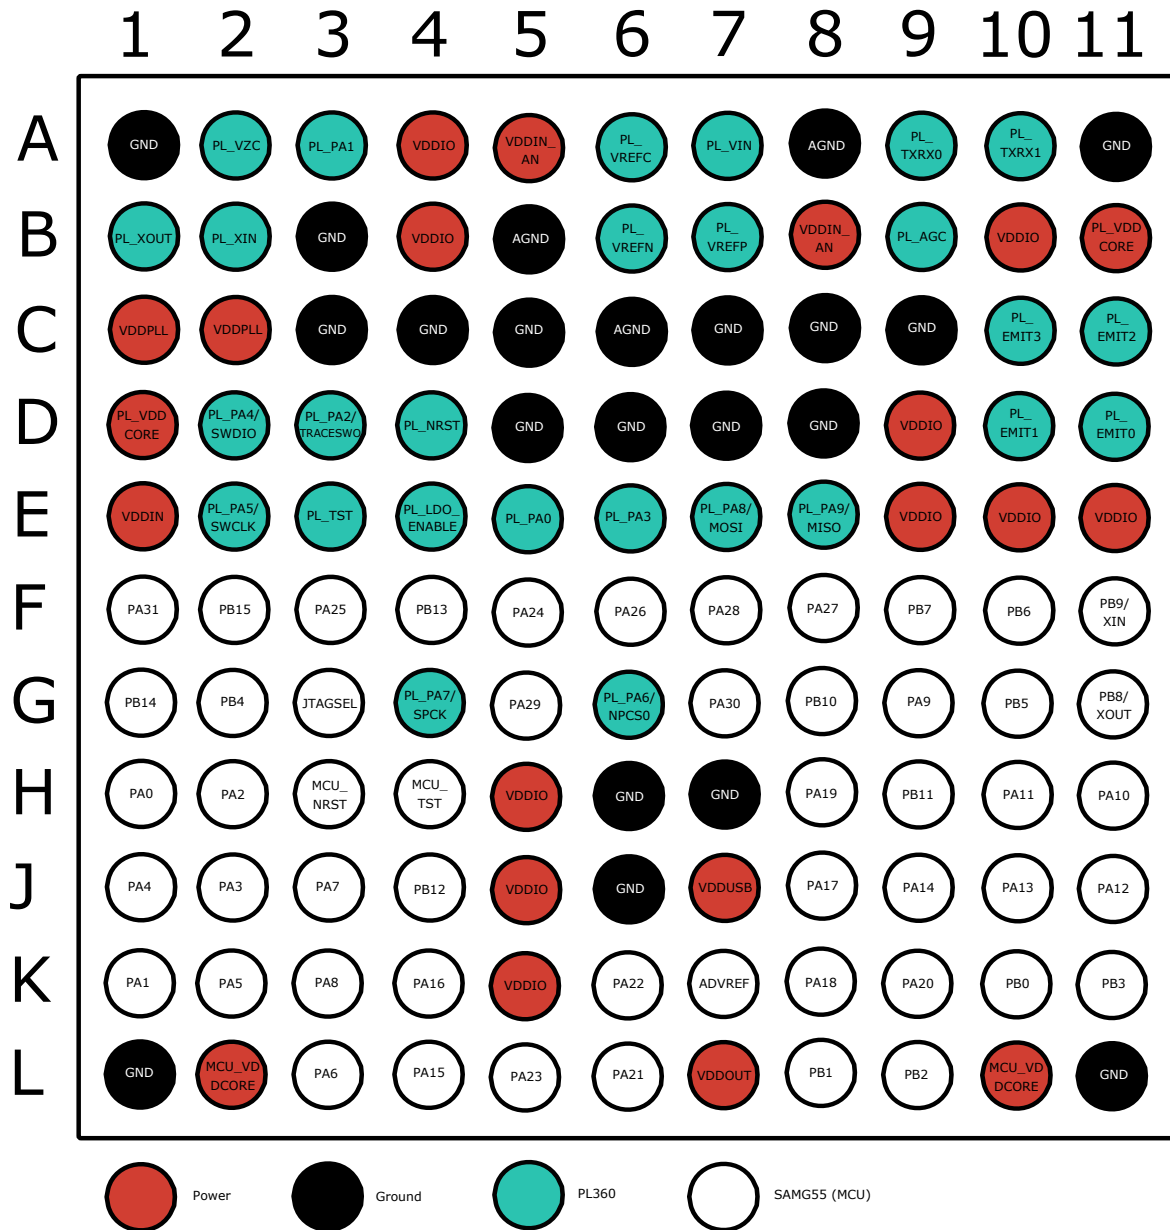 1 2 3 4 5 6 7 8 9 10 11
A GND PL_VZC PL_PA1 VDDIO VDDIN_ AN PL_ VREFC PL_VIN AGND PL_ TXRX0 PL_ TXRX1 GND
B PL_XOUT PL_XIN GND VDDIO AGND PL_ VREFN PL_ VREFP VDDIN_ AN PL_AGC VDDIO PL_VDD CORE
C VDDPLL VDDPLL GND GND GND AGND GND GND GND PL_ EMIT3 PL_ EMIT2
D PL_VDD CORE PL_PA4/ SWDIO PL_PA2/ TRACESWO PL_NRST GND GND GND GND VDDIO PL_ EMIT1 PL_ EMIT0
E VDDIN PL_PA5/ SWCLK PL_TST PL_LDO_ ENABLE PL_PA0 PL_PA3 PL_PA8/ MOSI PL_PA9/ MISO VDDIO VDDIO VDDIO
F PA31 PB15 PA25 PB13 PA24 PA26 PA28 PA27 PB7 PB6 PB9/ XIN
G PB14 PB4 JTAGSEL PL_PA7/ SPCK PA29 PL_PA6/ NPCS0 PA30 PB10 PA9 PB5 PB8/ XOUT
H PA0 PA2 MCU_ NRST MCU_ TST VDDIO GND GND PA19 PB11 PA11 PA10
J PA4 PA3 PA7 PB12 VDDIO GND VDDUSB PA17 PA14 PA13 PA12
K PA1 PA5 PA8 PA16 VDDIO PA22 ADVREF PA18 PA20 PB0 PB3
L GND MCU_VD DCORE PA6 PA15 PA23 PA21 VDDOUT PB1 PB2 MCU_VD DCORE GND
Power Ground PL360 SAMG55 (MCU)